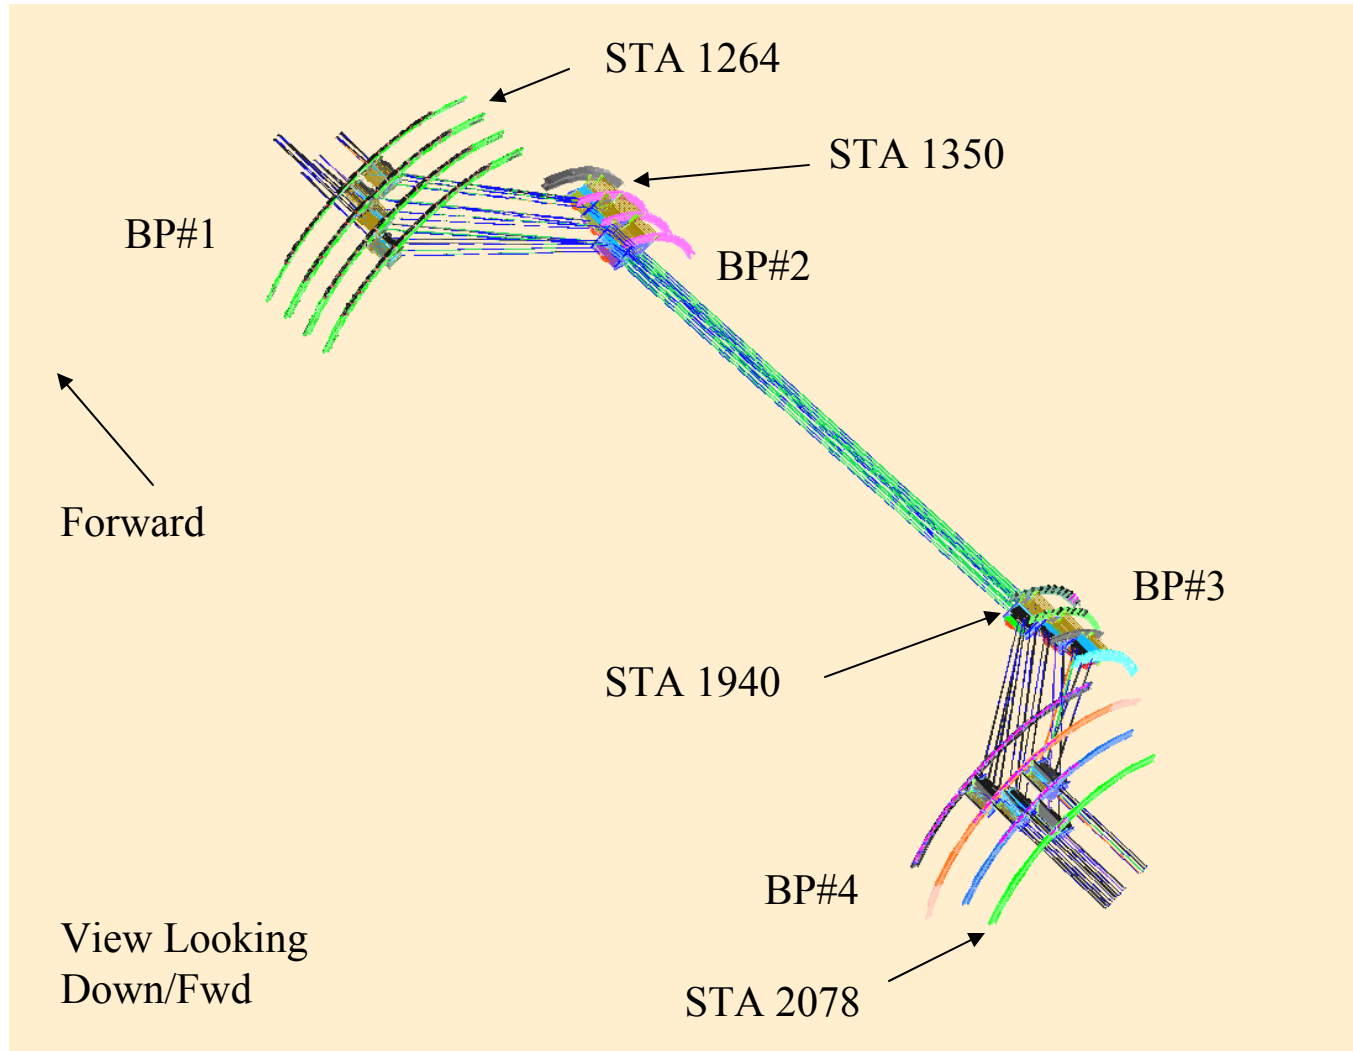 STA 1264
STA 1350
BP#1
BP#2
Forward
BP#3
STA 1940
BP#4
View Looking
Down/Fwd
STA 2078